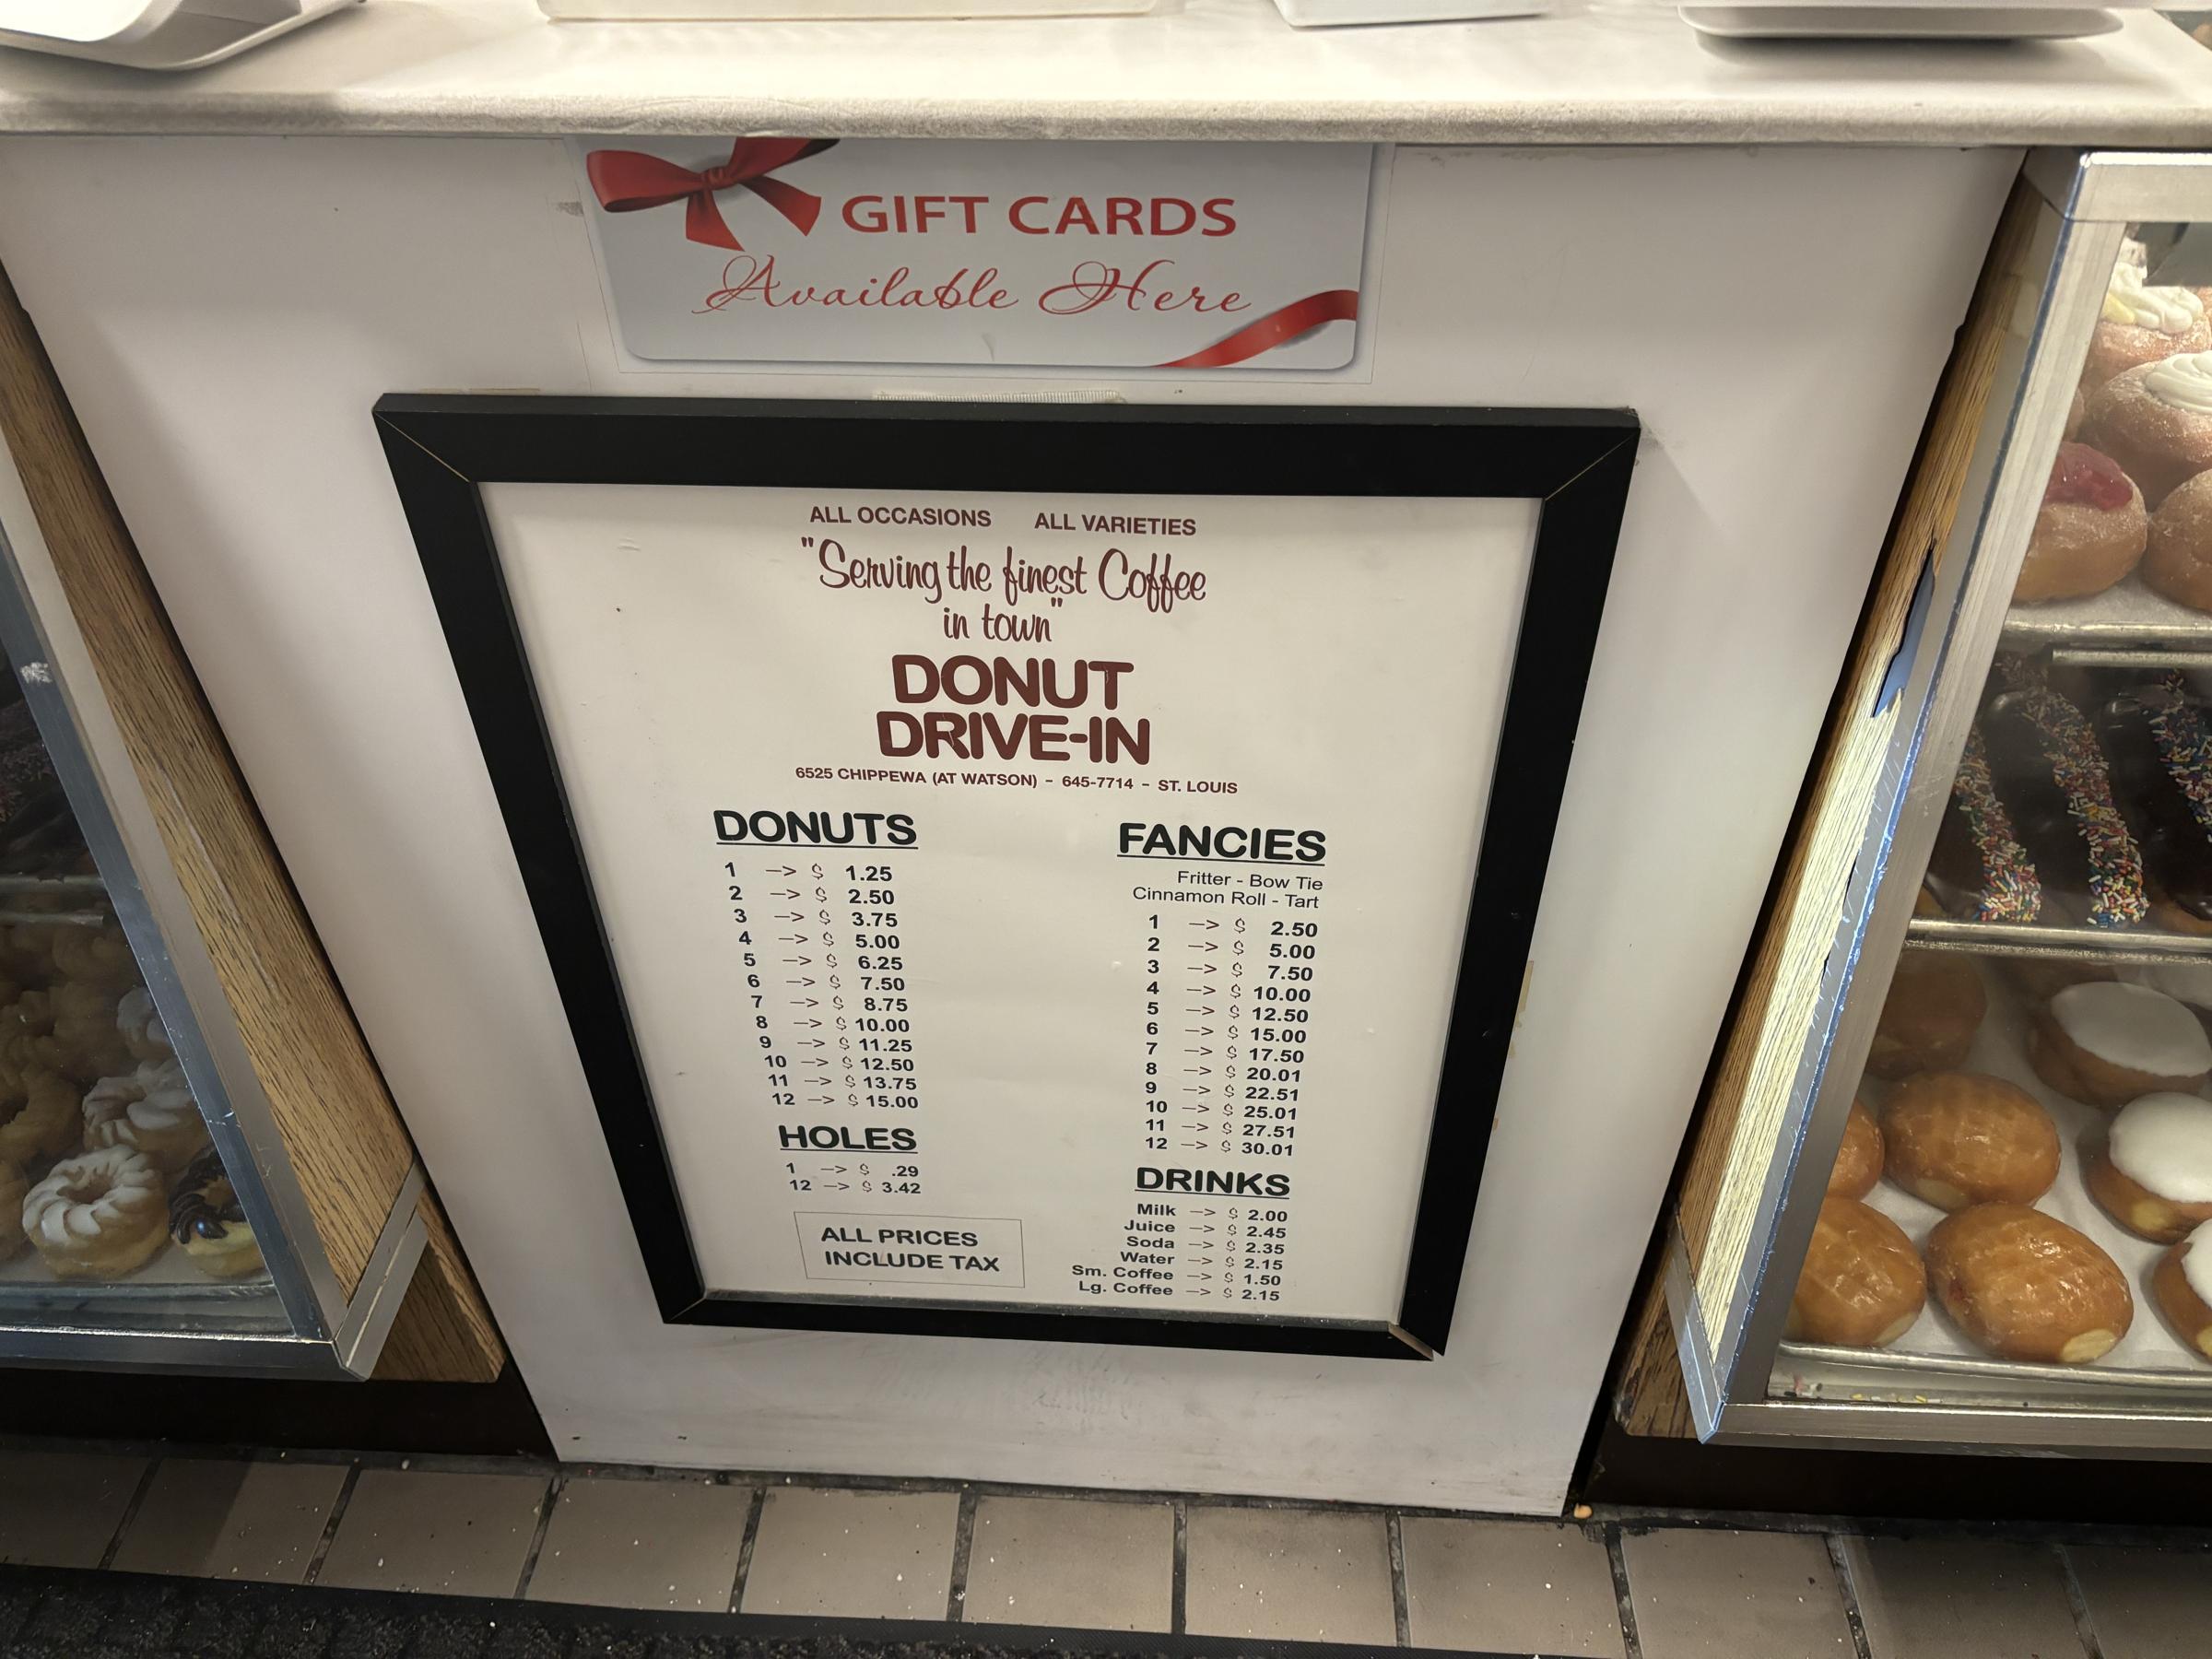 GIFT CARDS
Available Here
ALL OCCASIONS ALL VARIETIES
"Serving the finest Coffee
in town"
DONUT
DRIVE-IN
6525 CHIPPEWA (AT WATSON) - 645-7714 - ST. LOUIS
DONUTS
1 --> $ 1.25
2 --> $ 2.50
3 --> $ 3.75
4 --> $ 5.00
5 --> $ 6.25
6 --> $ 7.50
7 --> $ 8.75
8 --> $ 10.00
9 --> $ 11.25
10 --> $ 12.50
11 --> $ 13.75
12 --> $ 15.00
HOLES
1 --> $ .29
12 --> $ 3.42
ALL PRICES
INCLUDE TAX
FANCIES
Fritter - Bow Tie
Cinnamon Roll - Tart
1 --> $ 2.50
2 --> $ 5.00
3 --> $ 7.50
4 --> $ 10.00
5 --> $ 12.50
6 --> $ 15.00
7 --> $ 17.50
8 --> $ 20.01
9 --> $ 22.51
10 --> $ 25.01
11 --> $ 27.51
12 --> $ 30.01
DRINKS
Milk --> $ 2.00
Juice --> $ 2.45
Soda --> $ 2.35
Water --> $ 2.15
Sm. Coffee --> $ 1.50
Lg. Coffee --> $ 2.15